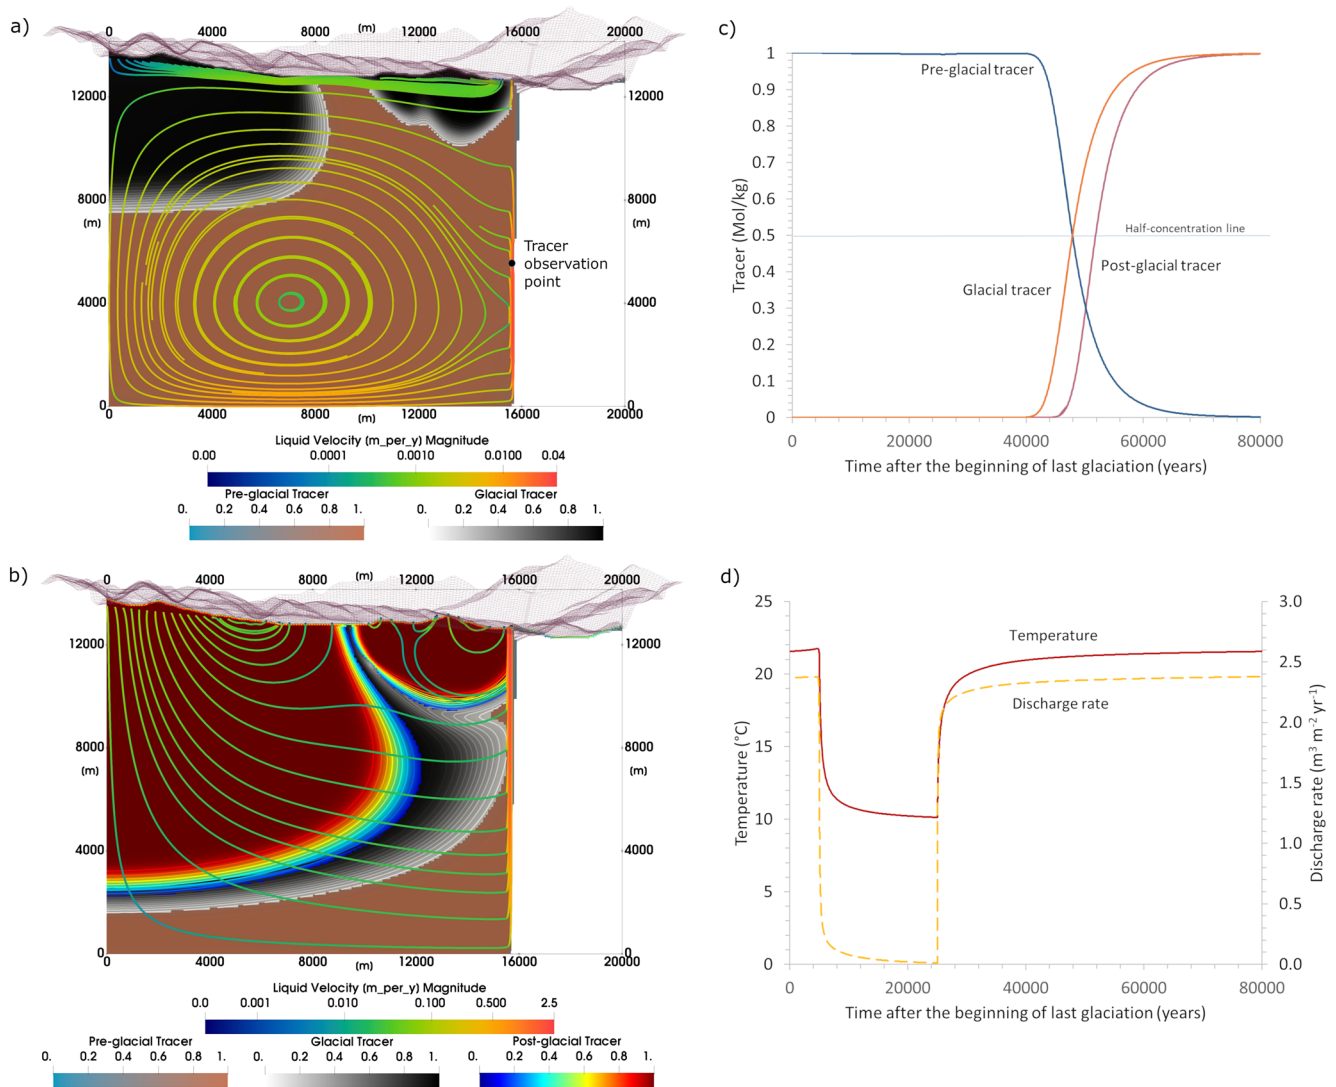 a)
0 4000 8000 (m) 12000 16000 20000
12000 12000
8000 8000
(m) (m)
Tracer
observation
point
4000 4000
0 0
0 4000 8000 12000 16000 20000
(m)
Liquid Velocity (m_per_y) Magnitude
0.00 0.0001 0.0010 0.0100 0.04
Pre-glacial Tracer Glacial Tracer
0. 0.2 0.4 0.6 0.8 1. 0. 0.2 0.4 0.6 0.8 1.
b)
0 4000 8000 (m) 12000 16000 20000
12000 12000
8000 8000
(m) (m)
4000 4000
0 0
0 4000 8000 12000 16000 20000
(m)
Liquid Velocity (m_per_y) Magnitude
0.0 0.001 0.010 0.100 0.500 2.5
Pre-glacial Tracer Glacial Tracer Post-glacial Tracer
0. 0.2 0.4 0.6 0.8 1. 0. 0.2 0.4 0.6 0.8 1. 0. 0.2 0.4 0.6 0.8 1.
c)
1
0.9
0.8
0.7
0.6
0.5
0.4
0.3
0.2
0.1
0
Tracer (Mol/kg)
Pre-glacial tracer
Half-concentration line
Post-glacial tracer
Glacial tracer
0 20000 40000 60000 80000
Time after the beginning of last glaciation (years)
d)
25
20
15
10
5
0
Temperature (°C)
Temperature
Discharge rate
3.0
2.5
2.0
1.5
1.0
0.5
0.0
Discharge rate (m³ m⁻² yr⁻¹)
0 20000 40000 60000 80000
Time after the beginning of last glaciation (years)